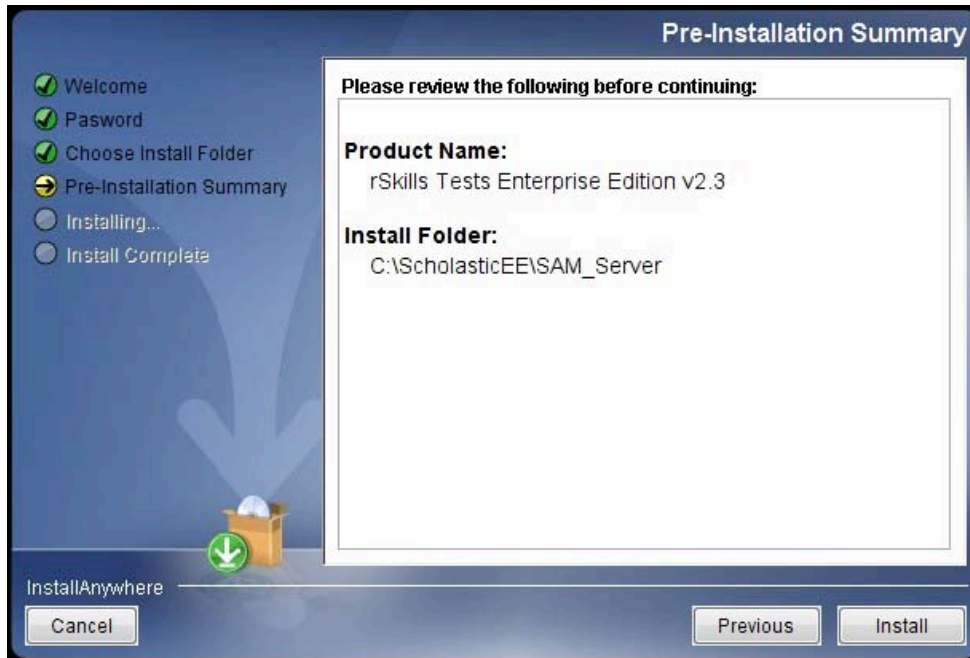 Pre-Installation Summary
Welcome
Pasword
Choose Install Folder
Pre-Installation Summary
Installing...
Install Complete
Please review the following before continuing:
Product Name:
rSkills Tests Enterprise Edition v2.3
Install Folder:
C:\ScholasticEE\SAM_Server
InstallAnywhere
Cancel
Previous
Install